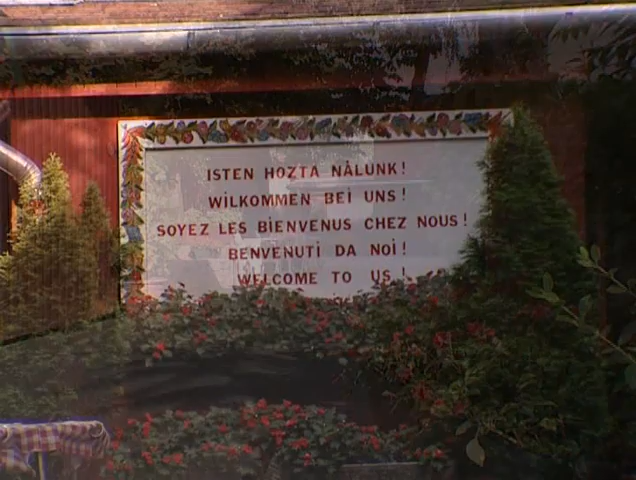 ISTEN HOZTA NÁLUNK!
WILKOMMEN BEI UNS!
SOYEZ LES BIENVENUS CHEZ NOUS!
BENVENUTI DA NOI!
WELCOME TO US!